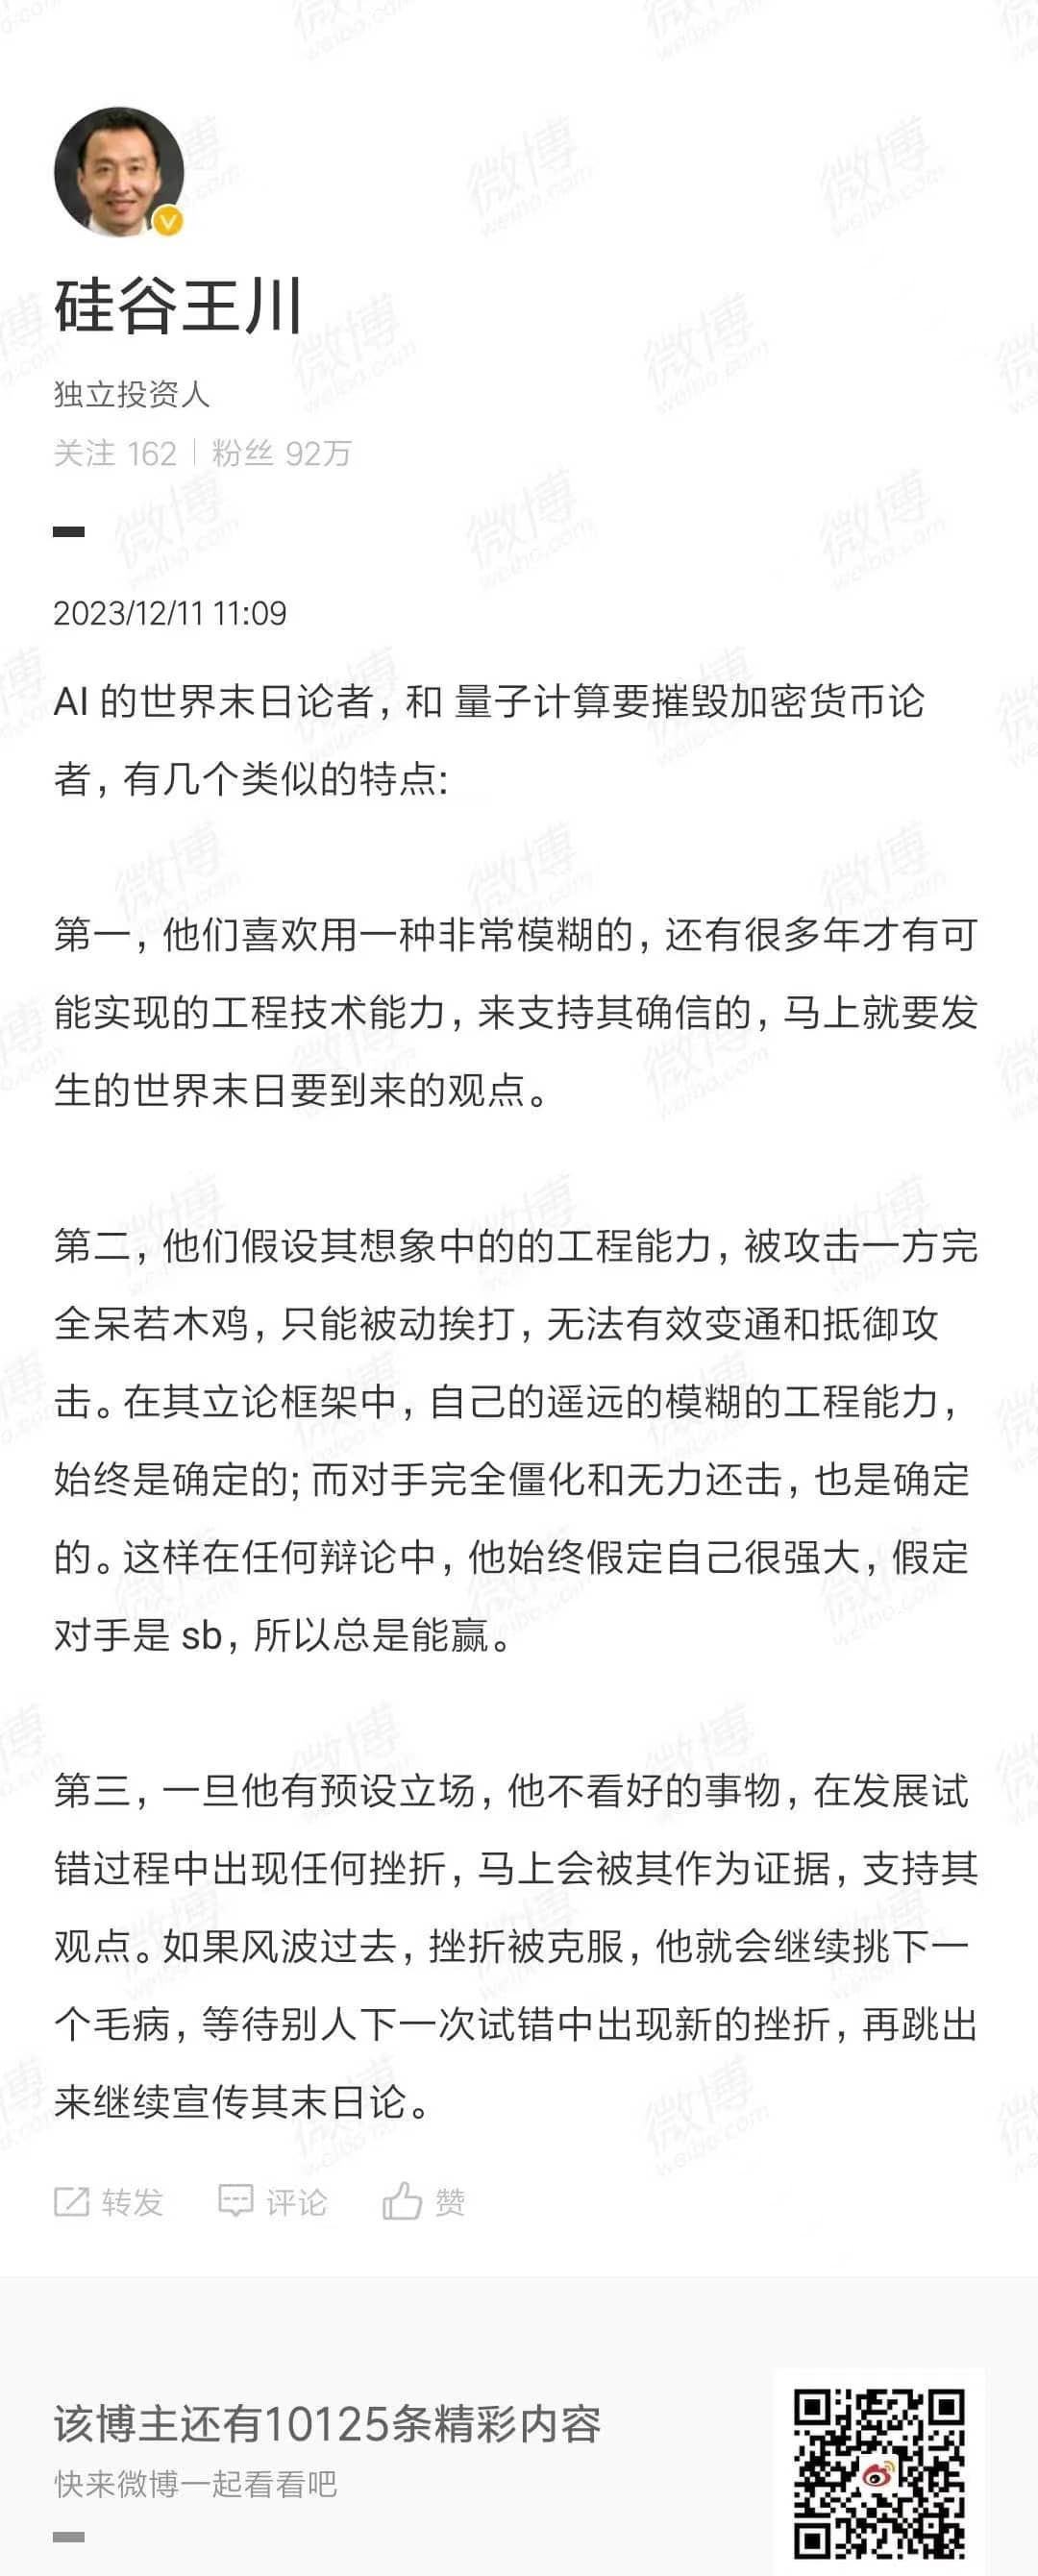 硅谷王川
独立投资人
关注 162 | 粉丝 92万
2023/12/11 11:09
AI 的世界末日论者，和 量子计算要摧毁加密货币论
者，有几个类似的特点:
第一，他们喜欢用一种非常模糊的，还有很多年才有可
能实现的工程技术能力，来支持其确信的，马上就要发
生的世界末日要到来的观点。
第二，他们假设其想象中的的工程能力，被攻击一方完
全呆若木鸡，只能被动挨打，无法有效变通和抵御攻
击。在其立论框架中，自己的遥远的模糊的工程能力，
始终是确定的; 而对手完全僵化和无力还击，也是确定
的。这样在任何辩论中，他始终假定自己很强大，假定
对手是 sb，所以总是能赢。
第三，一旦他有预设立场，他不看好的事物，在发展试
错过程中出现任何挫折，马上会被其作为证据，支持其
观点。如果风波过去，挫折被克服，他就会继续挑下一
个毛病，等待别人下一次试错中出现新的挫折，再跳出
来继续宣传其末日论。
转发 评论 赞
该博主还有10125条精彩内容
快来微博一起看看吧
微博
weibo.com